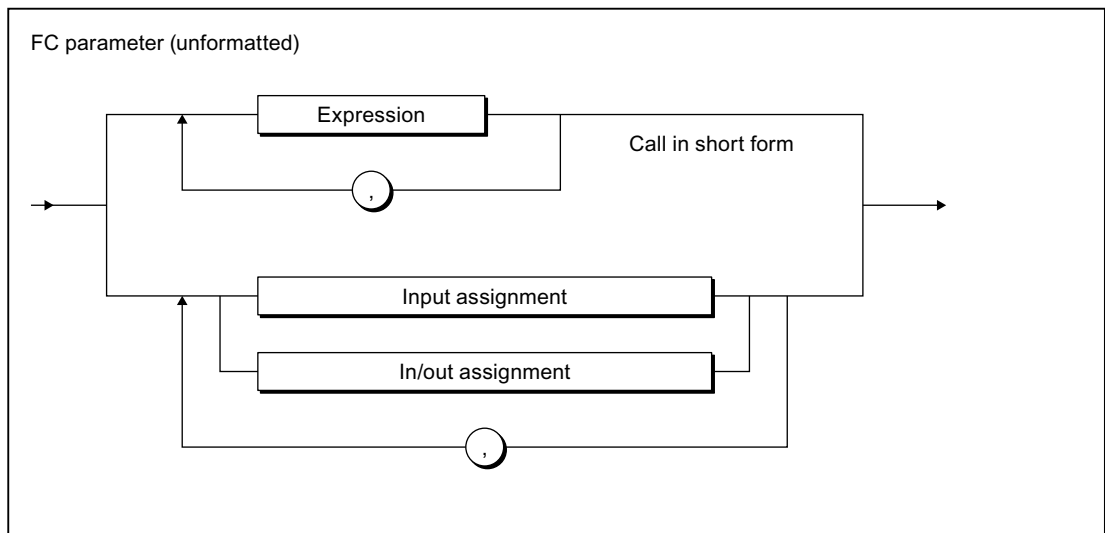 FC parameter (unformatted)
Expression
Call in short form
,
Input assignment
In/out assignment
,